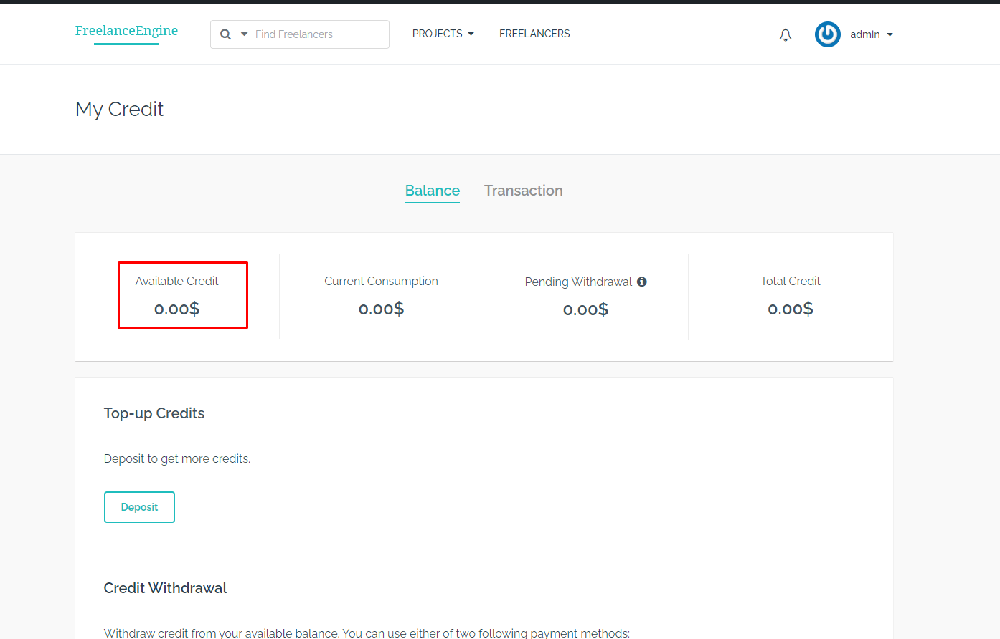 FreelanceEngine
Find Freelancers
PROJECTS
FREELANCERS
admin
My Credit
Balance
Transaction
Available Credit
0.00$
Current Consumption
0.00$
Pending Withdrawal
0.00$
Total Credit
0.00$
Top-up Credits
Deposit to get more credits.
Deposit
Credit Withdrawal
Withdraw credit from your available balance. You can use either of two following payment methods: